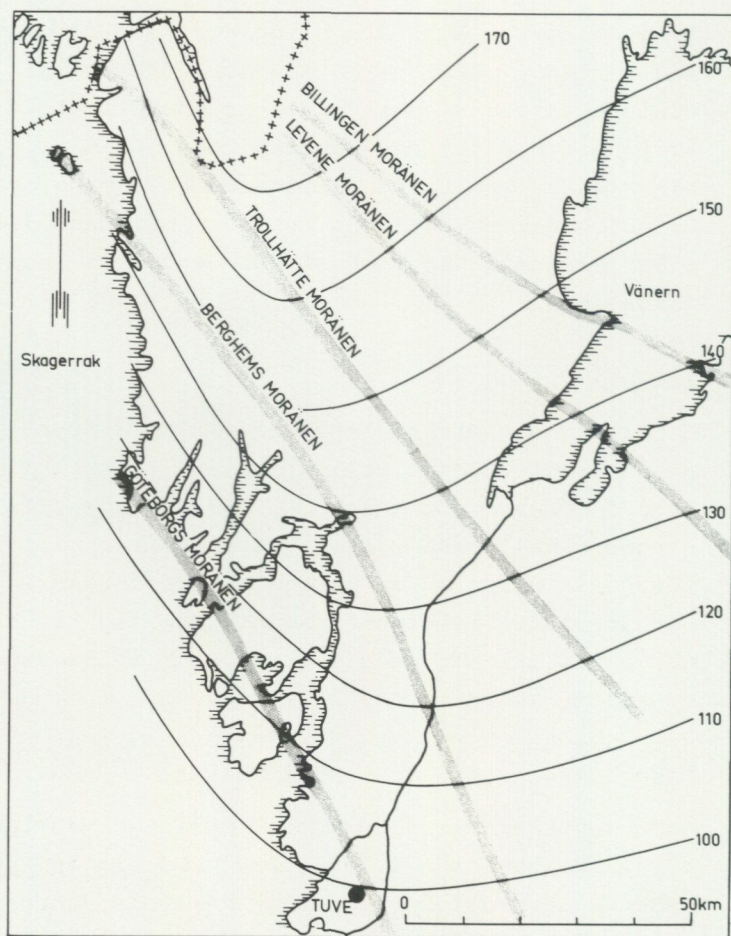 170
160
BILLINGEN MORÄNEN
LEVENE MORÄNEN
150
TROLLHÄTTE MORÄNEN
Vänern
BERGHEMS MORÄNEN
Skagerrak
140
GÖTEBORGS MORÄNEN
130
120
110
100
TUVE
0
50km